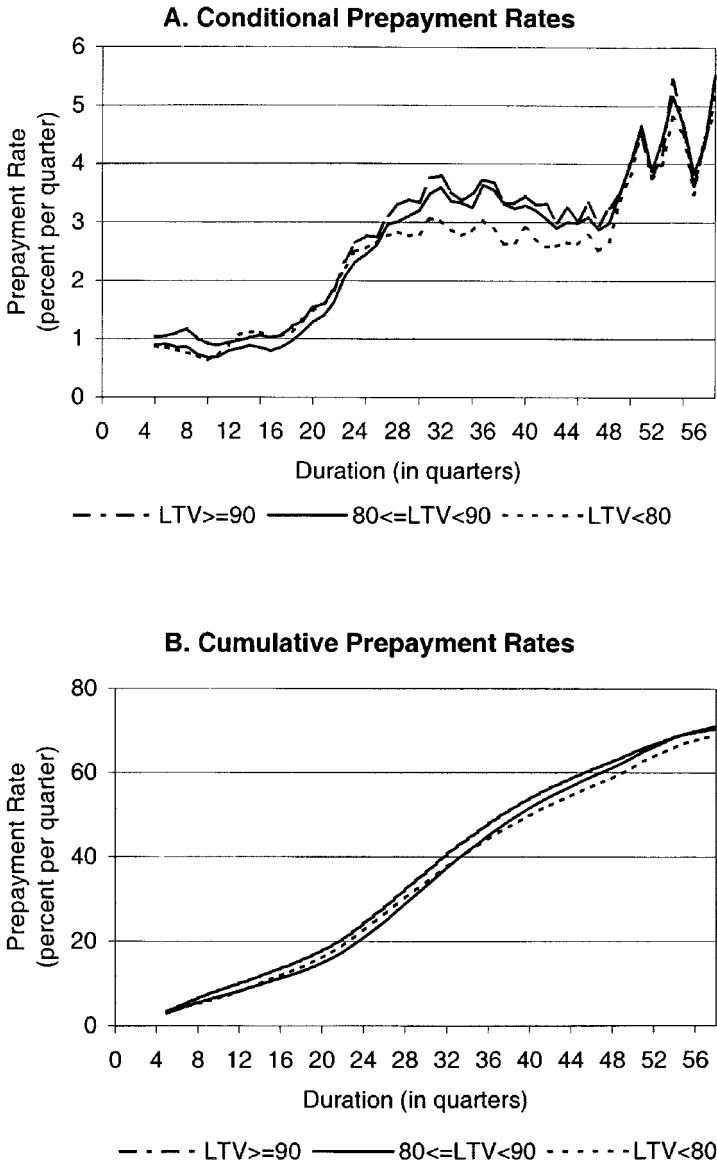 A. Conditional Prepayment Rates
Prepayment Rate
(percent per quarter)
6
5
4
3
2
1
0
0 4 8 12 16 20 24 28 32 36 40 44 48 52 56
Duration (in quarters)
LTV>=90 80<=LTV<90 LTV<80
B. Cumulative Prepayment Rates
Prepayment Rate
(percent per quarter)
80
60
40
20
0
0 4 8 12 16 20 24 28 32 36 40 44 48 52 56
Duration (in quarters)
LTV>=90 80<=LTV<90 LTV<80